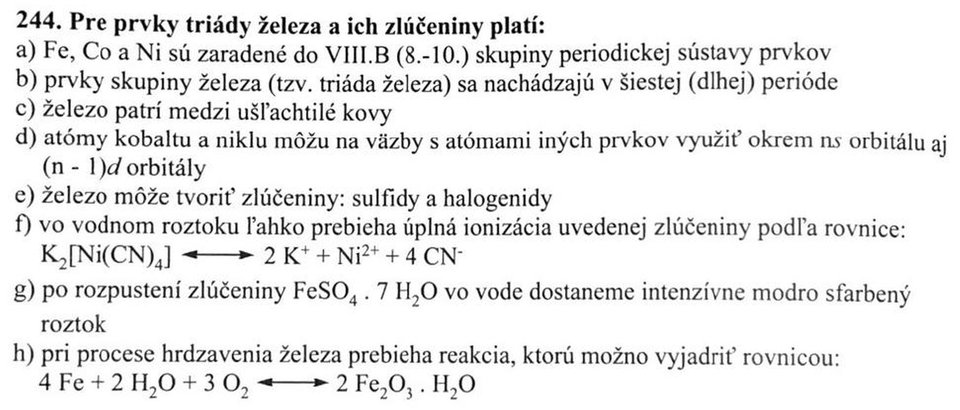 244. Pre prvky triády železa a ich zlúčeniny platí:
a) Fe, Co a Ni sú zaradené do VIII.B (8.-10.) skupiny periodickej sústavy prvkov
b) prvky skupiny železa (tzv. triáda železa) sa nachádzajú v šiestej (dlhej) perióde
c) železo patrí medzi ušľachtilé kovy
d) atómy kobaltu a niklu môžu na väzby s atómami iných prvkov využiť okrem ns orbitálu aj
(n - 1)d orbitály
e) železo môže tvoriť zlúčeniny: sulfidy a halogenidy
f) vo vodnom roztoku ľahko prebieha úplná ionizácia uvedenej zlúčeniny podľa rovnice:
K₂[Ni(CN)₄] ⟷ 2 K⁺ + Ni²⁺ + 4 CN⁻
g) po rozpustení zlúčeniny FeSO₄ . 7 H₂O vo vode dostaneme intenzívne modro sfarbený
roztok
h) pri procese hrdzavenia železa prebieha reakcia, ktorú možno vyjadriť rovnicou:
4 Fe + 2 H₂O + 3 O₂ ⟷ 2 Fe₂O₃ . H₂O